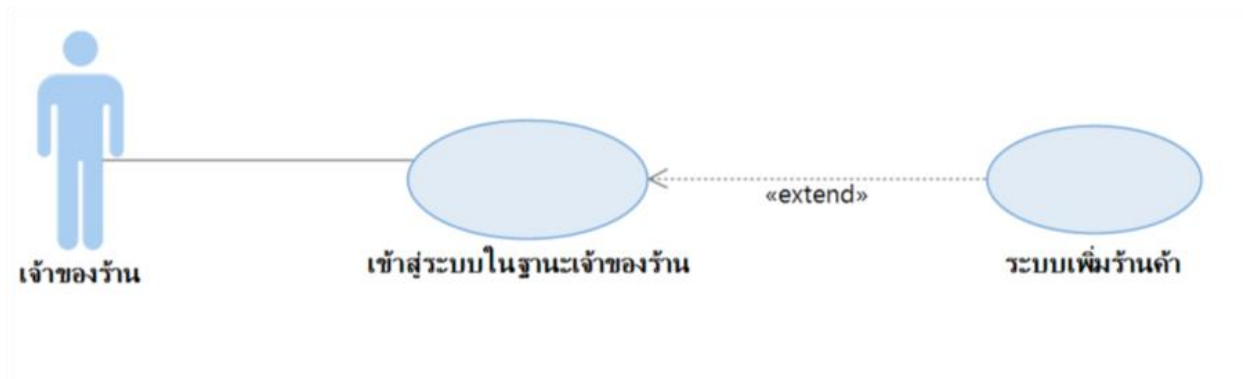 «extend»
เจ้าของร้าน
เข้าสู่ระบบในฐานะเจ้าของร้าน
ระบบเพิ่มร้านค้า